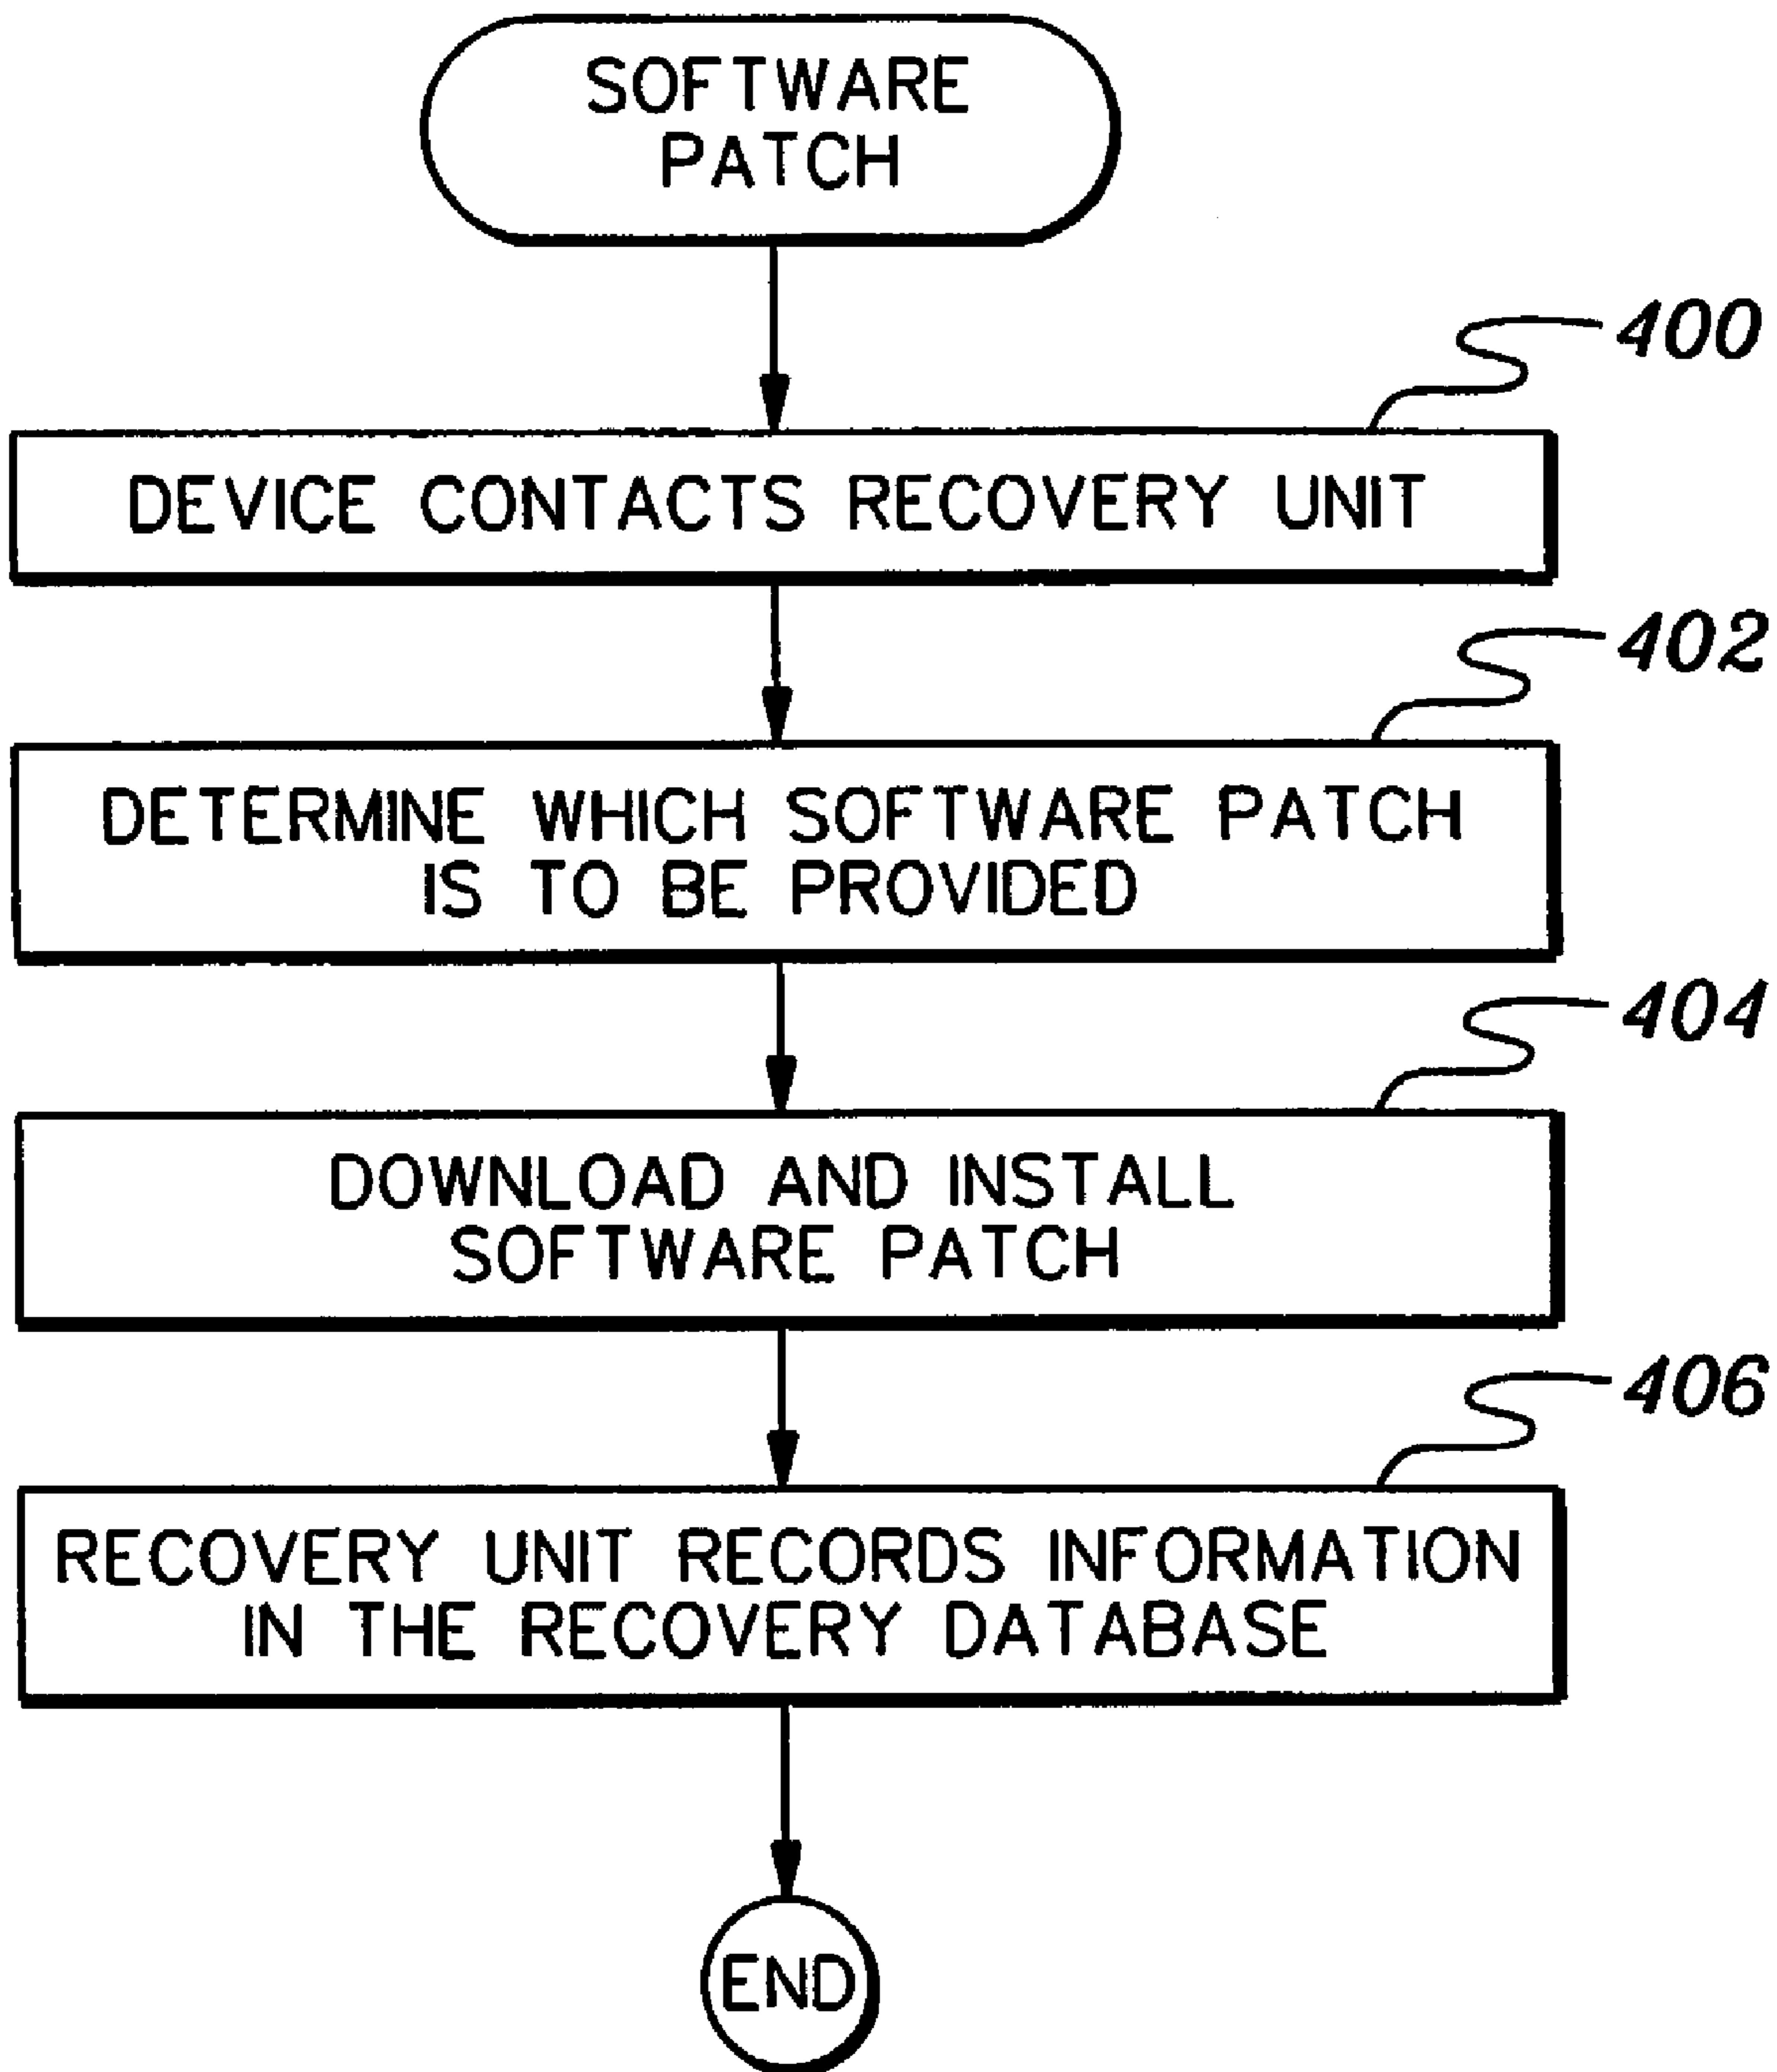 SOFTWARE
PATCH
400
DEVICE CONTACTS RECOVERY UNIT
402
DETERMINE WHICH SOFTWARE PATCH
IS TO BE PROVIDED
404
DOWNLOAD AND INSTALL
SOFTWARE PATCH
406
RECOVERY UNIT RECORDS INFORMATION
IN THE RECOVERY DATABASE
END